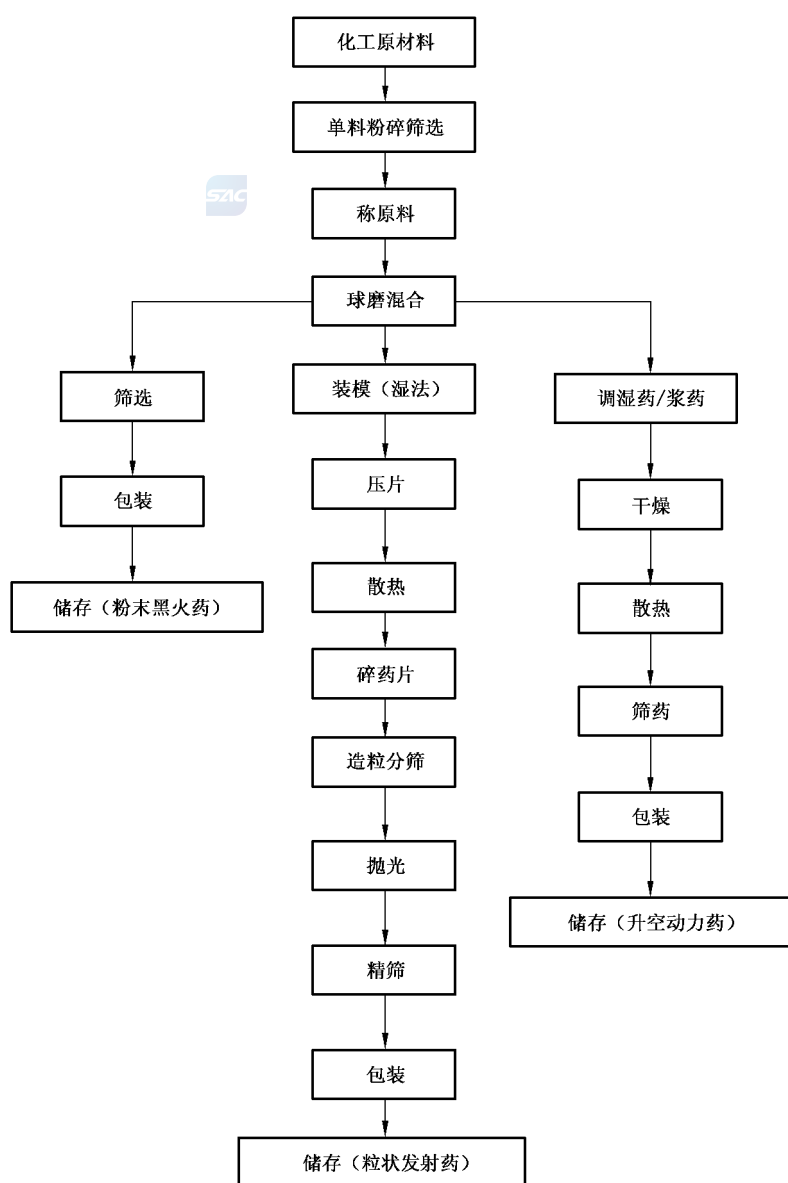 化工原材料
单料粉碎筛选
SAC
称原料
球磨混合
筛选
包装
储存（粉末黑火药）
装模（湿法）
压片
散热
碎药片
造粒分筛
抛光
精筛
包装
储存（粒状发射药）
调湿药/浆药
干燥
散热
筛药
包装
储存（升空动力药）